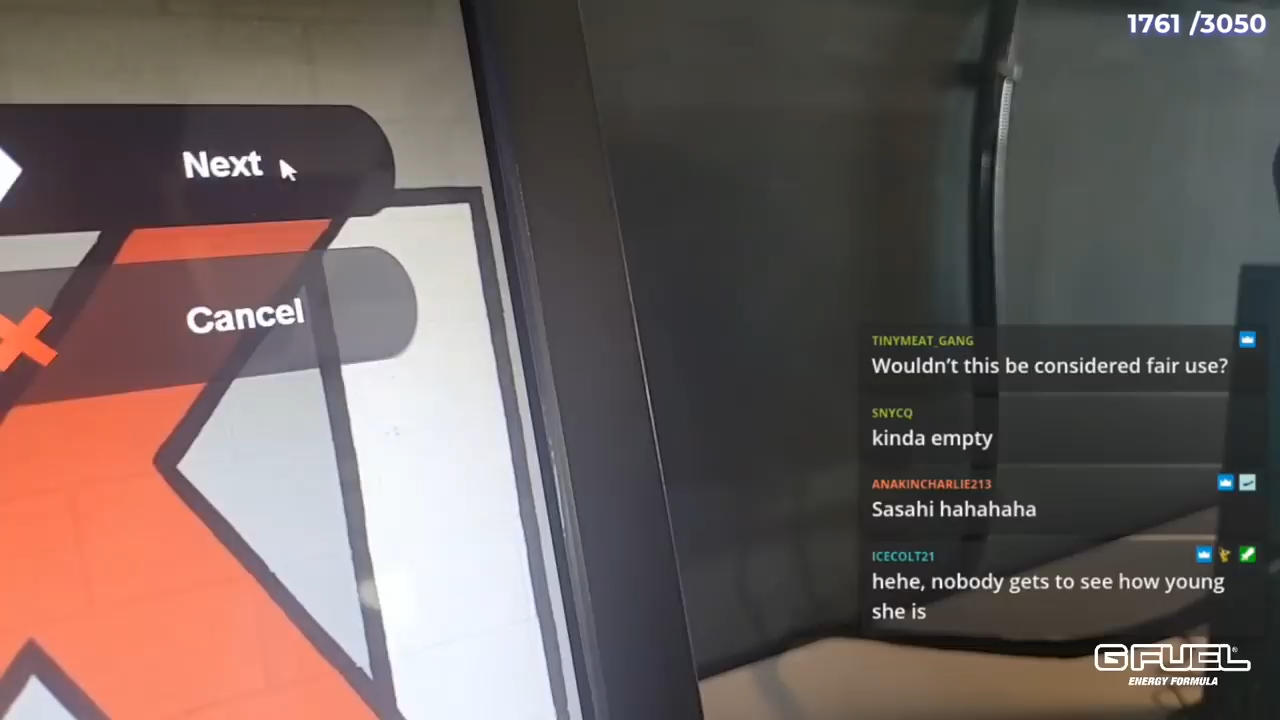 1761 /3050
Next
Cancel
TINYMEAT_GANG
Wouldn't this be considered fair use?
SNYCQ
kinda empty
ANAKINCHARLIE213
Sasahi hahahaha
ICECOLT21
hehe, nobody gets to see how young
she is
GFUEL®
ENERGY FORMULA